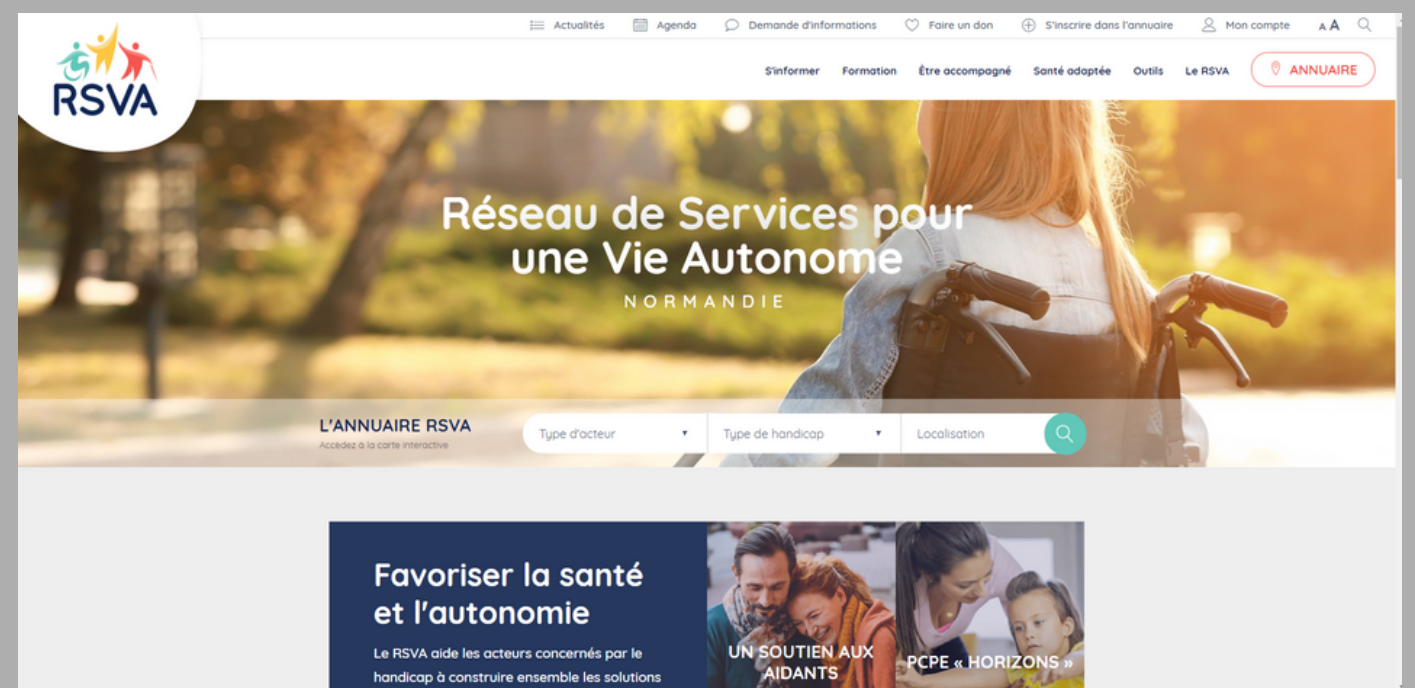 Actualités Agenda Demande d'informations Faire un don S'inscrire dans l'annuaire Mon compte A A
RSVA
S'informer Formation Être accompagné Santé adaptée Outils Le RSVA ANNUAIRE
Réseau de Services pour
une Vie Autonome
NORMANDIE
L'ANNUAIRE RSVA
Accédez à la carte interactive
Type d'acteur Type de handicap Localisation
Favoriser la santé
et l'autonomie
Le RSVA aide les acteurs concernés par le
handicap à construire ensemble les solutions
UN SOUTIEN AUX
AIDANTS
PCPE « HORIZONS »